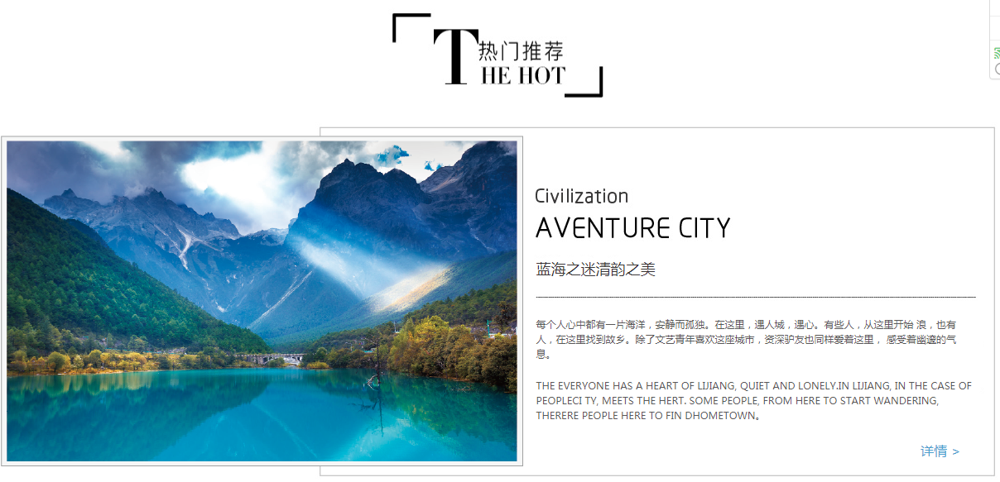 热门推荐
THE HOT
Civilization
AVENTURE CITY
蓝海之迷清韵之美
每个人心中都有一片海洋，安静而孤独。在这里，遇人城，遇心。有些人，从这里开始 浪，也有
人，在这里找到故乡。除了文艺青年喜欢这座城市，资深驴友也同样爱着这里， 感受着幽邃的气
息。
THE EVERYONE HAS A HEART OF LIJIANG, QUIET AND LONELY.IN LIJIANG, IN THE CASE OF
PEOPLECI TY, MEETS THE HERT. SOME PEOPLE, FROM HERE TO START WANDERING,
THERERE PEOPLE HERE TO FIN DHOMETOWN。
详情 >